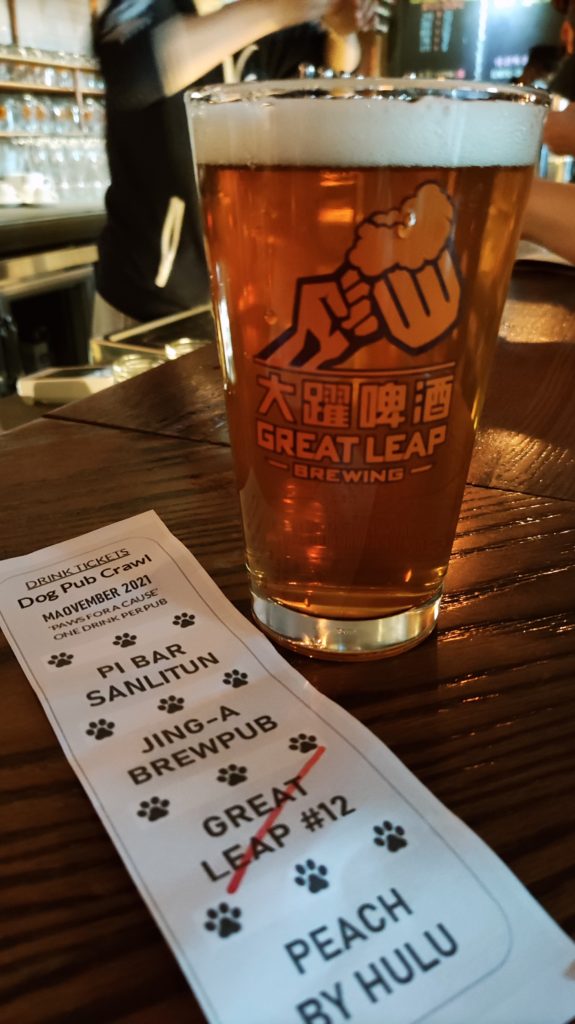 大躍啤酒
GREAT LEAP
BREWING
DRINK TICKETS
Dog Pub Crawl
MAOVEMBER 2021
'PAWS FOR A CAUSE'
ONE DRINK PER PUB
PI BAR
SANLITUN
JING-A
BREWPUB
GREAT
LEAP #12
PEACH
BY HULU